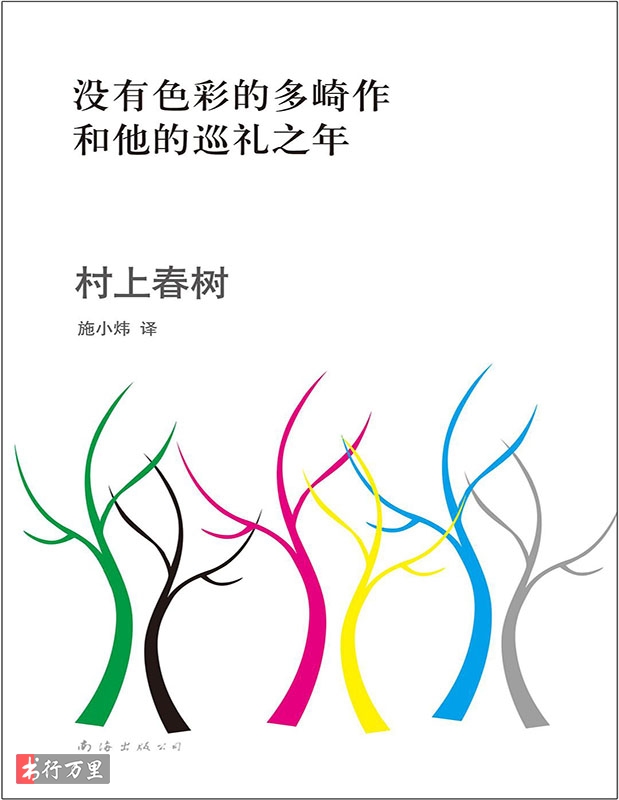 没有色彩的多崎作
和他的巡礼之年
村上春树
施小炜 译
南海出版公司
书行万里